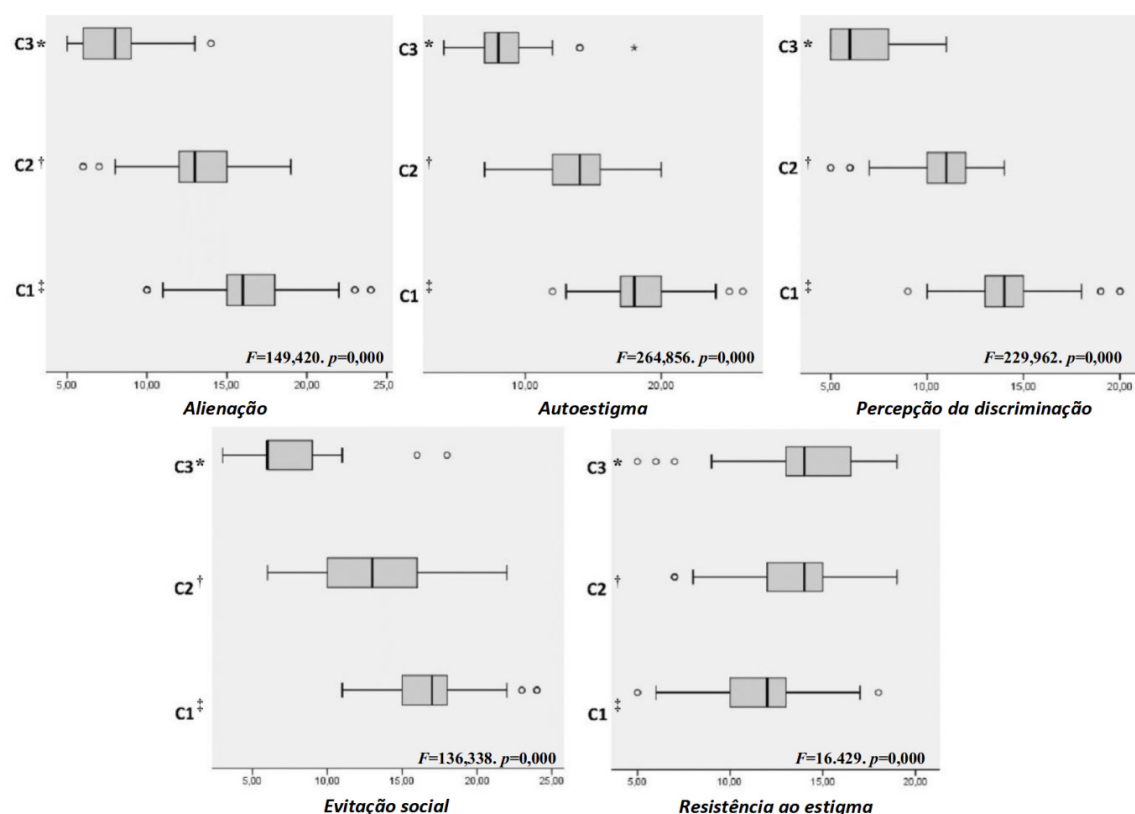 C3*
C2†
C1‡
F=149,420. p=0,000
5,00 10,00 15,00 20,00 25,00
Alienação
C3*
C2†
C1‡
F=264,856. p=0,000
10,00 20,00
Autoestigma
C3*
C2†
C1‡
F=229,962. p=0,000
5,00 10,00 15,00 20,00
Percepção da discriminação
C3*
C2†
C1‡
F=136,338. p=0,000
5,00 10,00 15,00 20,00 25,00
Evitação social
C3*
C2†
C1‡
F=16.429. p=0,000
5,00 10,00 15,00 20,00
Resistência ao estigma